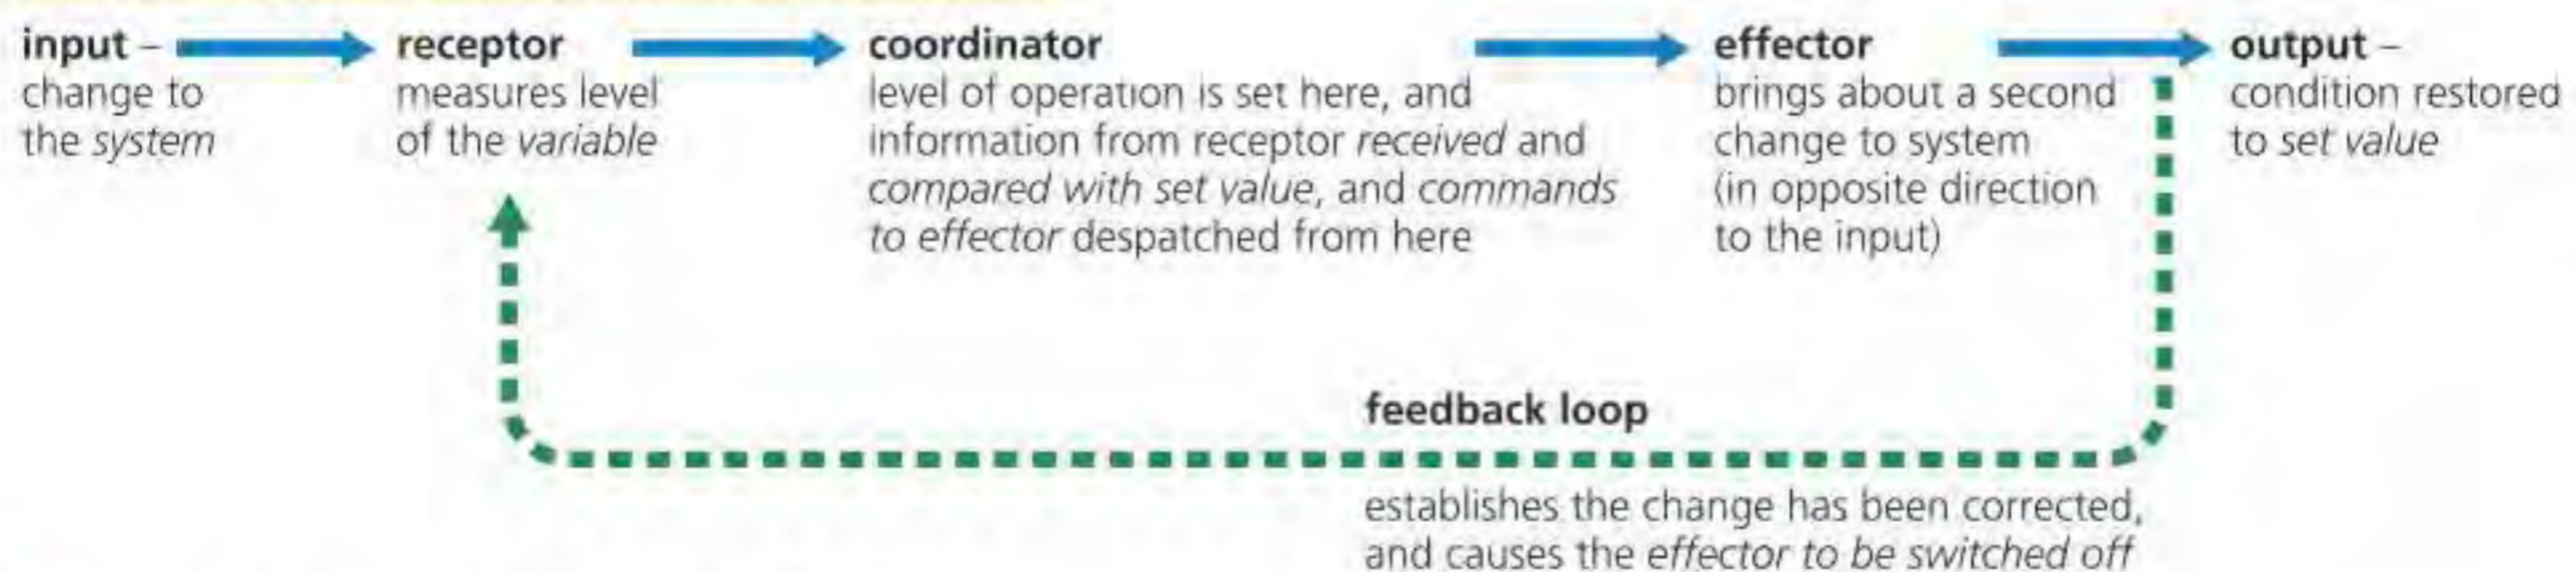 input –
change to
the system
receptor
measures level
of the variable
coordinator
level of operation is set here, and
information from receptor received and
compared with set value, and commands
to effector despatched from here
effector
brings about a second
change to system
(in opposite direction
to the input)
output –
condition restored
to set value
feedback loop
establishes the change has been corrected,
and causes the effector to be switched off